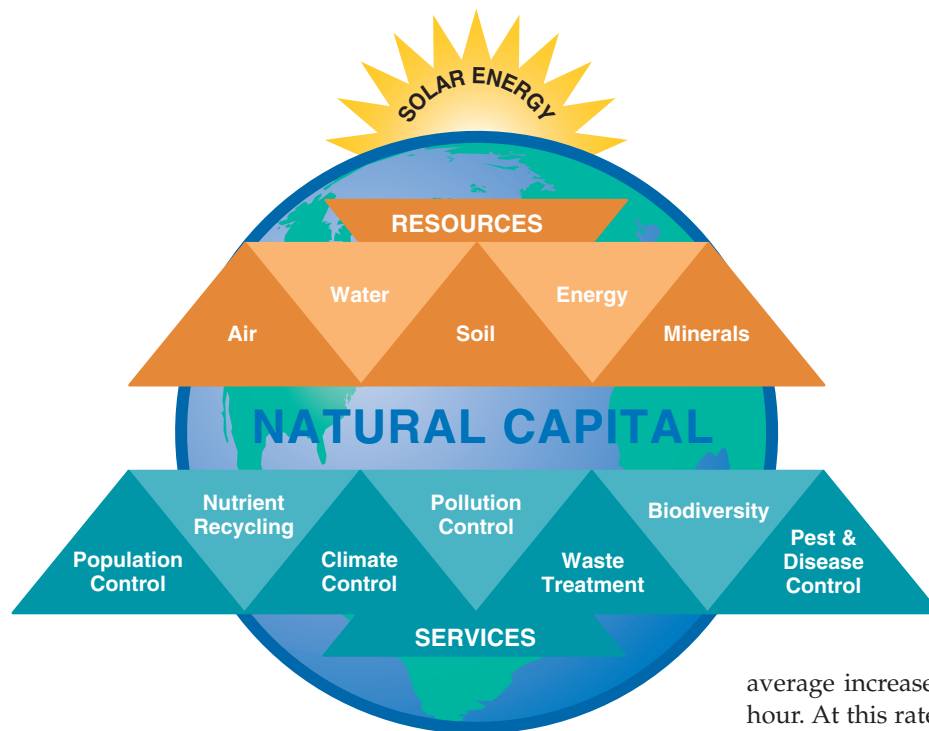 SOLAR ENERGY
RESOURCES
Water
Energy
Air
Soil
Minerals
NATURAL CAPITAL
Nutrient
Recycling
Pollution
Control
Biodiversity
Population
Control
Climate
Control
Waste
Treatment
Pest &
Disease
Control
SERVICES
average increase
hour. At this rate